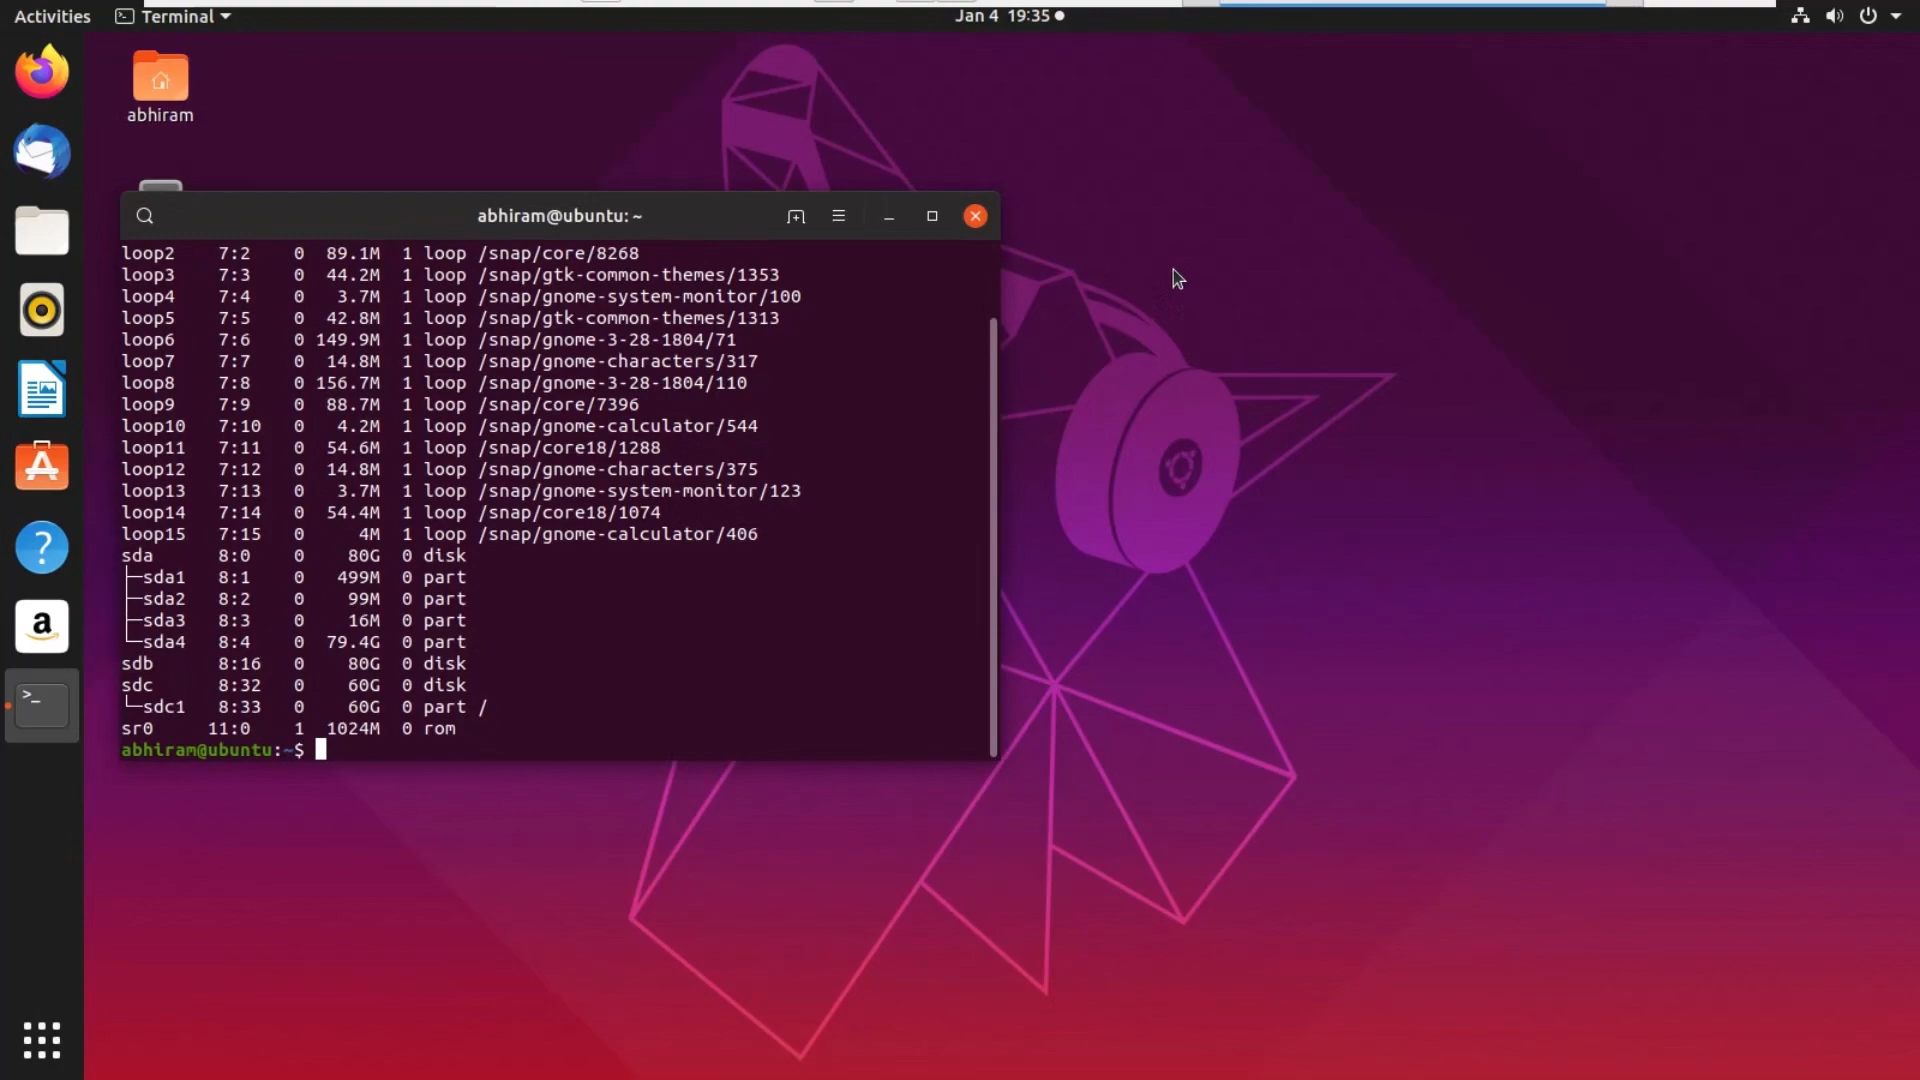 Activities Terminal Jan 4 19:35
abhiram
abhiram@ubuntu: ~
loop2 7:2 0 89.1M 1 loop /snap/core/8268
loop3 7:3 0 44.2M 1 loop /snap/gtk-common-themes/1353
loop4 7:4 0 3.7M 1 loop /snap/gnome-system-monitor/100
loop5 7:5 0 42.8M 1 loop /snap/gtk-common-themes/1313
loop6 7:6 0 149.9M 1 loop /snap/gnome-3-28-1804/71
loop7 7:7 0 14.8M 1 loop /snap/gnome-characters/317
loop8 7:8 0 156.7M 1 loop /snap/gnome-3-28-1804/110
loop9 7:9 0 88.7M 1 loop /snap/core/7396
loop10 7:10 0 4.2M 1 loop /snap/gnome-calculator/544
loop11 7:11 0 54.6M 1 loop /snap/core18/1288
loop12 7:12 0 14.8M 1 loop /snap/gnome-characters/375
loop13 7:13 0 3.7M 1 loop /snap/gnome-system-monitor/123
loop14 7:14 0 54.4M 1 loop /snap/core18/1074
loop15 7:15 0 4M 1 loop /snap/gnome-calculator/406
sda 8:0 0 80G 0 disk
├─sda1 8:1 0 499M 0 part
├─sda2 8:2 0 99M 0 part
├─sda3 8:3 0 16M 0 part
└─sda4 8:4 0 79.4G 0 part
sdb 8:16 0 80G 0 disk
sdc 8:32 0 60G 0 disk
└─sdc1 8:33 0 60G 0 part /
sr0 11:0 1 1024M 0 rom
abhiram@ubuntu:~$